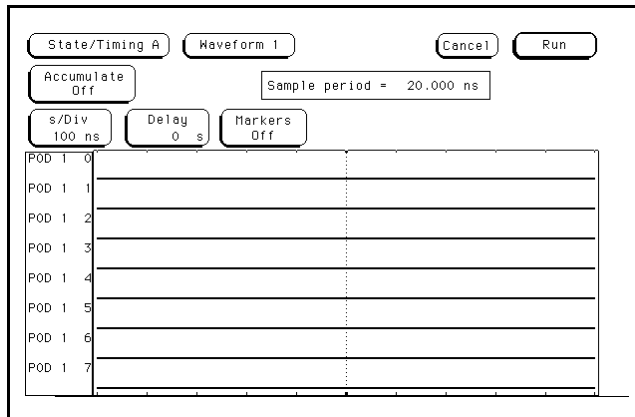 State/Timing A Waveform 1 Cancel Run
Accumulate
Off
Sample period = 20.000 ns
s/Div
100 ns
Delay
0 s
Markers
Off
POD 1 0
POD 1 1
POD 1 2
POD 1 3
POD 1 4
POD 1 5
POD 1 6
POD 1 7